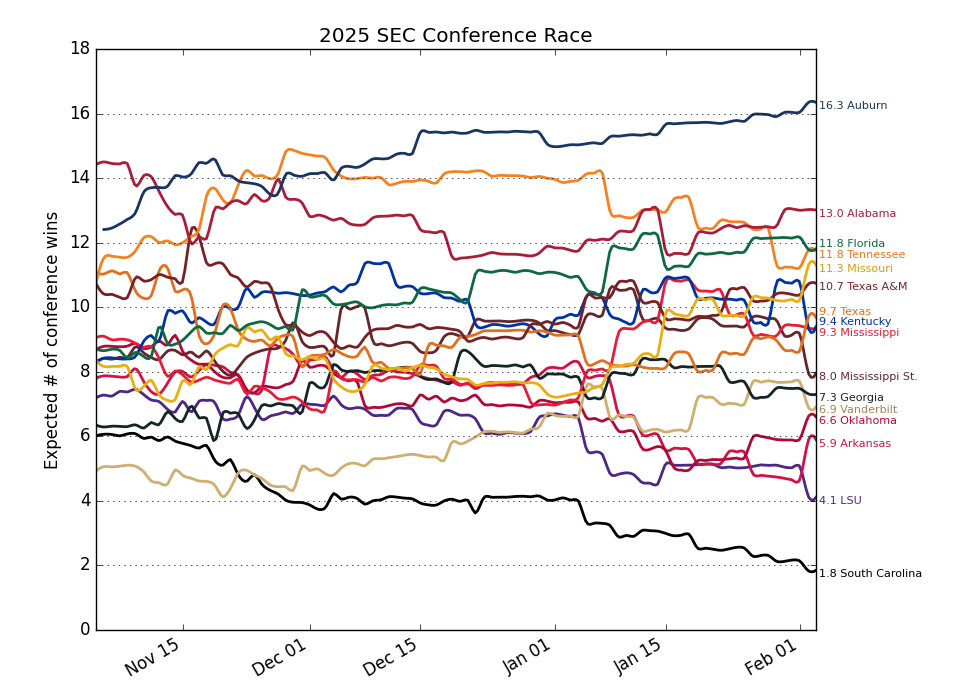 2025 SEC Conference Race
Expected # of conference wins
18
16
14
12
10
8
6
4
2
0
16.3 Auburn
13.0 Alabama
11.8 Florida
11.8 Tennessee
11.3 Missouri
10.7 Texas A&M
9.7 Texas
9.4 Kentucky
9.3 Mississippi
8.0 Mississippi St.
7.3 Georgia
6.9 Vanderbilt
6.6 Oklahoma
5.9 Arkansas
4.1 LSU
1.8 South Carolina
Nov 15
Dec 01
Dec 15
Jan 01
Jan 15
Feb 01